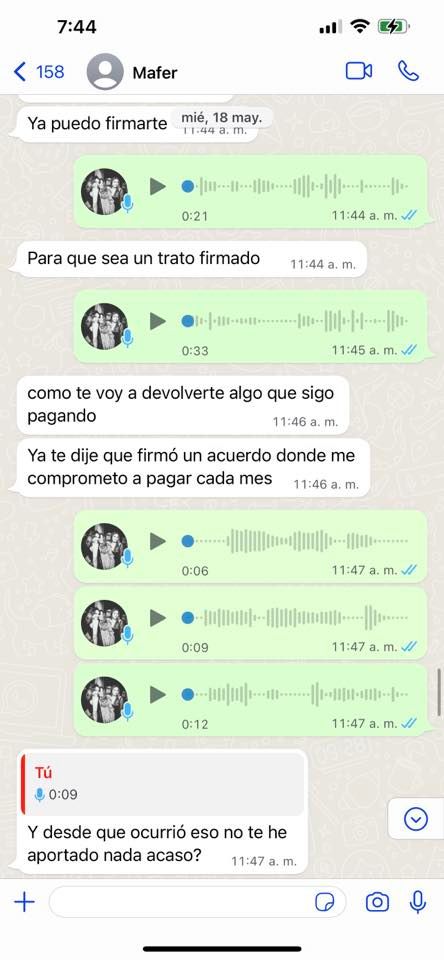 7:44
158
Mafer
Ya puedo firmarte
mié, 18 may.
11:44 a. m.
0:21
11:44 a. m.
Para que sea un trato firmado
11:44 a. m.
0:33
11:45 a. m.
como te voy a devolverte algo que sigo
pagando
11:46 a. m.
Ya te dije que firmó un acuerdo donde me
comprometo a pagar cada mes
11:46 a. m.
0:06
11:47 a. m.
0:09
11:47 a. m.
0:12
11:47 a. m.
Tú
0:09
Y desde que ocurrió eso no te he
aportado nada acaso?
11:47 a. m.